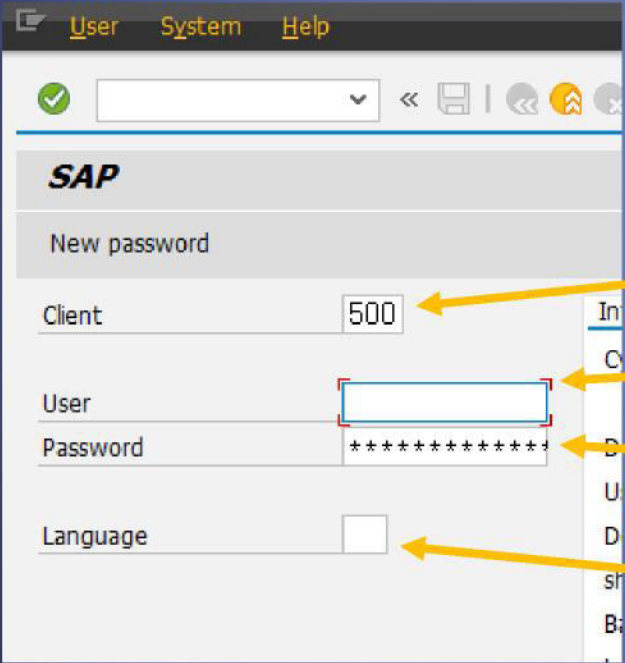 User System Help
SAP
New password
Client 500
User
Password *************
Language